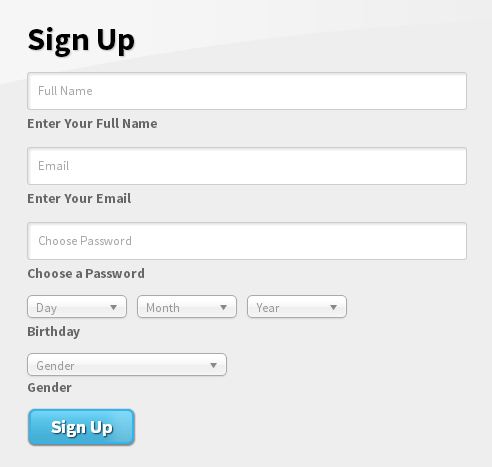 Sign Up
Full Name
Enter Your Full Name
Email
Enter Your Email
Choose Password
Choose a Password
Day Month Year
Birthday
Gender
Gender
Sign Up